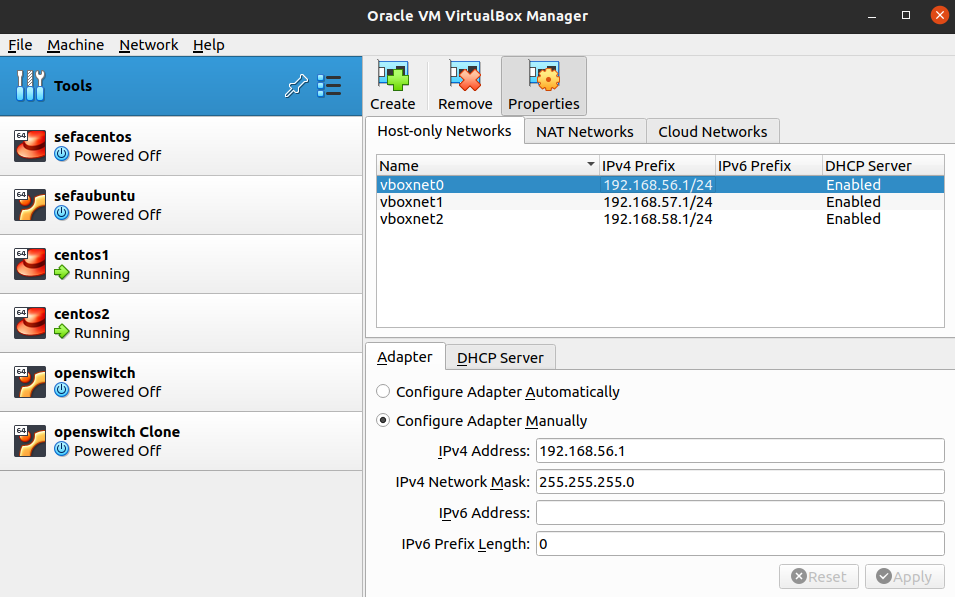 Oracle VM VirtualBox Manager
File Machine Network Help
Tools
64 sefacentos
Powered Off
64 sefaubuntu
Powered Off
64 centos1
Running
64 centos2
Running
64 openswitch
Powered Off
64 openswitch Clone
Powered Off
Create Remove Properties
Host-only Networks NAT Networks Cloud Networks
Name IPv4 Prefix IPv6 Prefix DHCP Server
vboxnet0 192.168.56.1/24 Enabled
vboxnet1 192.168.57.1/24 Enabled
vboxnet2 192.168.58.1/24 Enabled
Adapter DHCP Server
Configure Adapter Automatically
Configure Adapter Manually
IPv4 Address: 192.168.56.1
IPv4 Network Mask: 255.255.255.0
IPv6 Address:
IPv6 Prefix Length: 0
Reset Apply